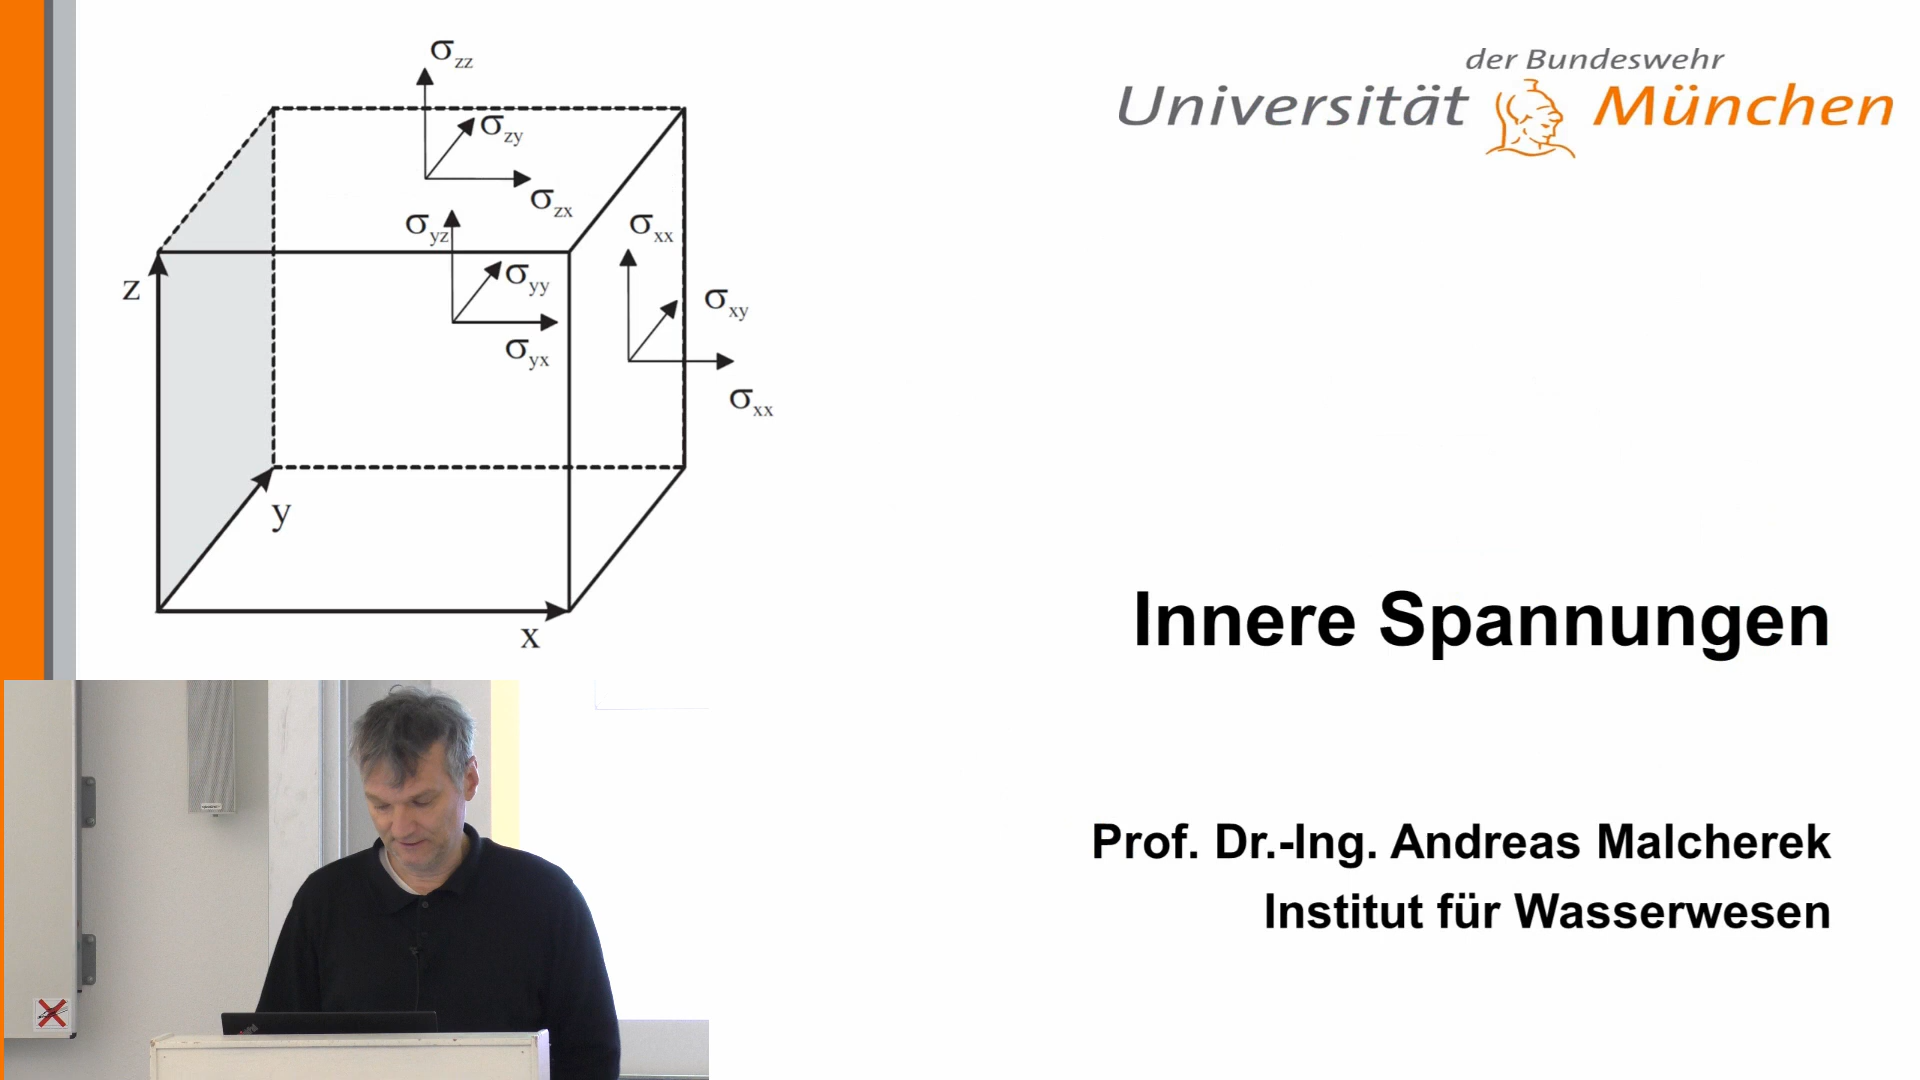 σzz
σzy
σzx
σyz
σyy
σyx
σxx
σxy
σxx
z
y
x
der Bundeswehr
Universität München
Innere Spannungen
Prof. Dr.-Ing. Andreas Malcherek
Institut für Wasserwesen